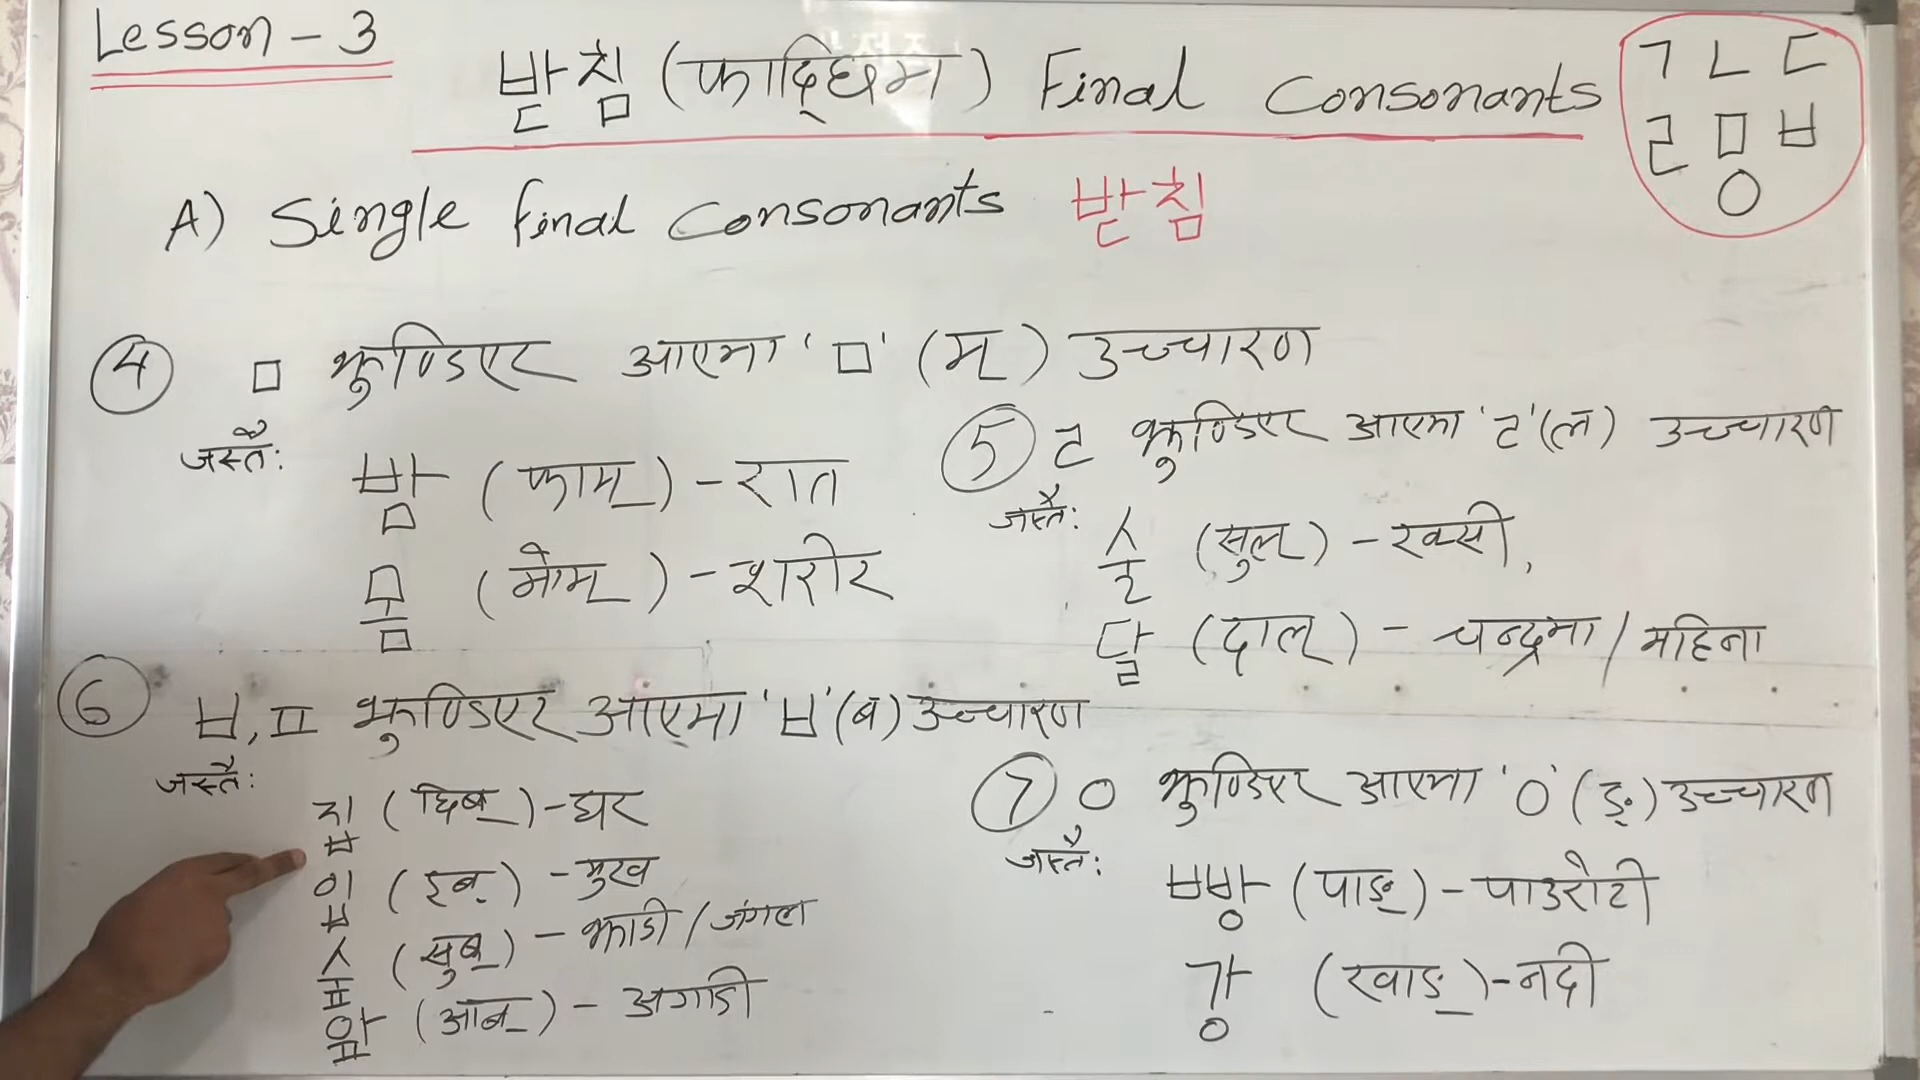 Lesson - 3
받침 (फादि्छिम) Final Consonants
ㄱ ㄴ ㄷ
ㄹ ㅁ ㅂ
ㅇ
A) Single final Consonants 받침
4 ㅁ झुण्डिएर आएमा 'ㅁ' (म्) उच्चारण
जस्तै:
밤 (फाम्) - रात
몸 (मोम्) - शरीर
5 ㄹ झुण्डिएर आएमा 'ㄹ' (ल) उच्चारण
जस्तै:
술 (सुल्) - रक्सी,
달 (दाल्) - चन्द्रमा / महिना
6 ㅂ, ㅍ झुण्डिएर आएमा 'ㅂ' (ब) उच्चारण
जस्तै:
집 (छिब्) - घर
입 (इब्) - मुख
숲 (सुब्) - झाडी / जंगल
앞 (आब्) - अगाडी
7 ㅇ झुण्डिएर आएमा 'ㅇ' (ङ्) उच्चारण
जस्तै:
빵 (पाङ्) - पाउरोटी
강 (खाङ्) - नदी